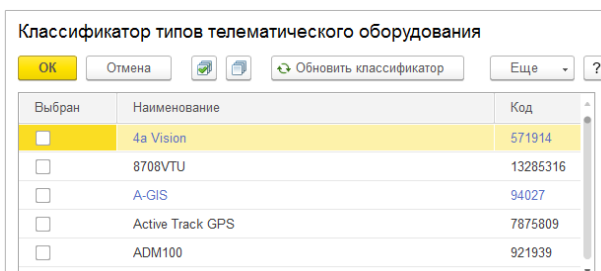 Классификатор типов телематического оборудования
ОК Отмена Обновить классификатор Еще ?
Выбран Наименование Код
4a Vision 571914
8708VTU 13285316
A-GIS 94027
Active Track GPS 7875809
ADM100 921939